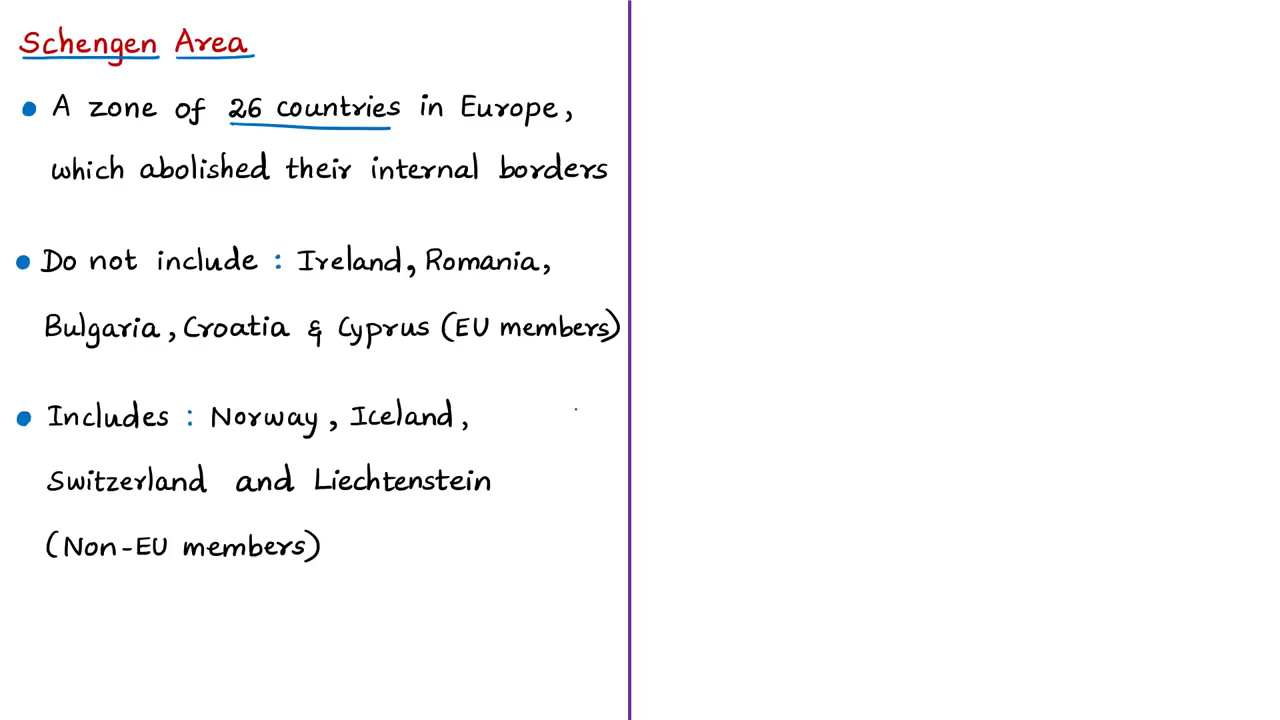 Schengen Area
A zone of 26 countries in Europe,
which abolished their internal borders
Do not include : Ireland, Romania,
Bulgaria, Croatia & Cyprus (EU members)
Includes : Norway, Iceland,
Switzerland and Liechtenstein
(Non-EU members)